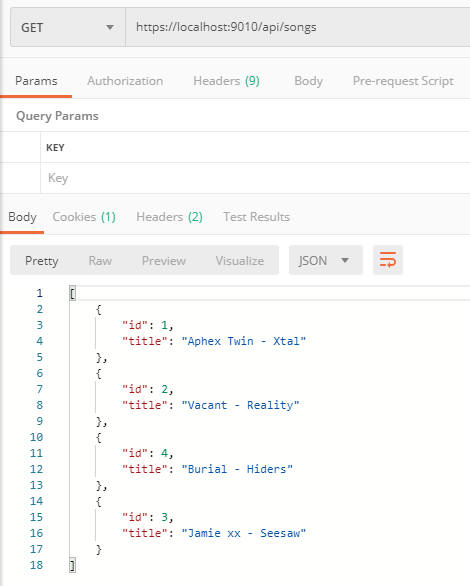 GET https://localhost:9010/api/songs
Params Authorization Headers (9) Body Pre-request Script
Query Params
KEY
Key
Body Cookies (1) Headers (2) Test Results
Pretty Raw Preview Visualize JSON
1 [
2 {
3 "id": 1,
4 "title": "Aphex Twin - Xtal"
5 },
6 {
7 "id": 2,
8 "title": "Vacant - Reality"
9 },
10 {
11 "id": 4,
12 "title": "Burial - Hiders"
13 },
14 {
15 "id": 3,
16 "title": "Jamie xx - Seesaw"
17 }
18 ]